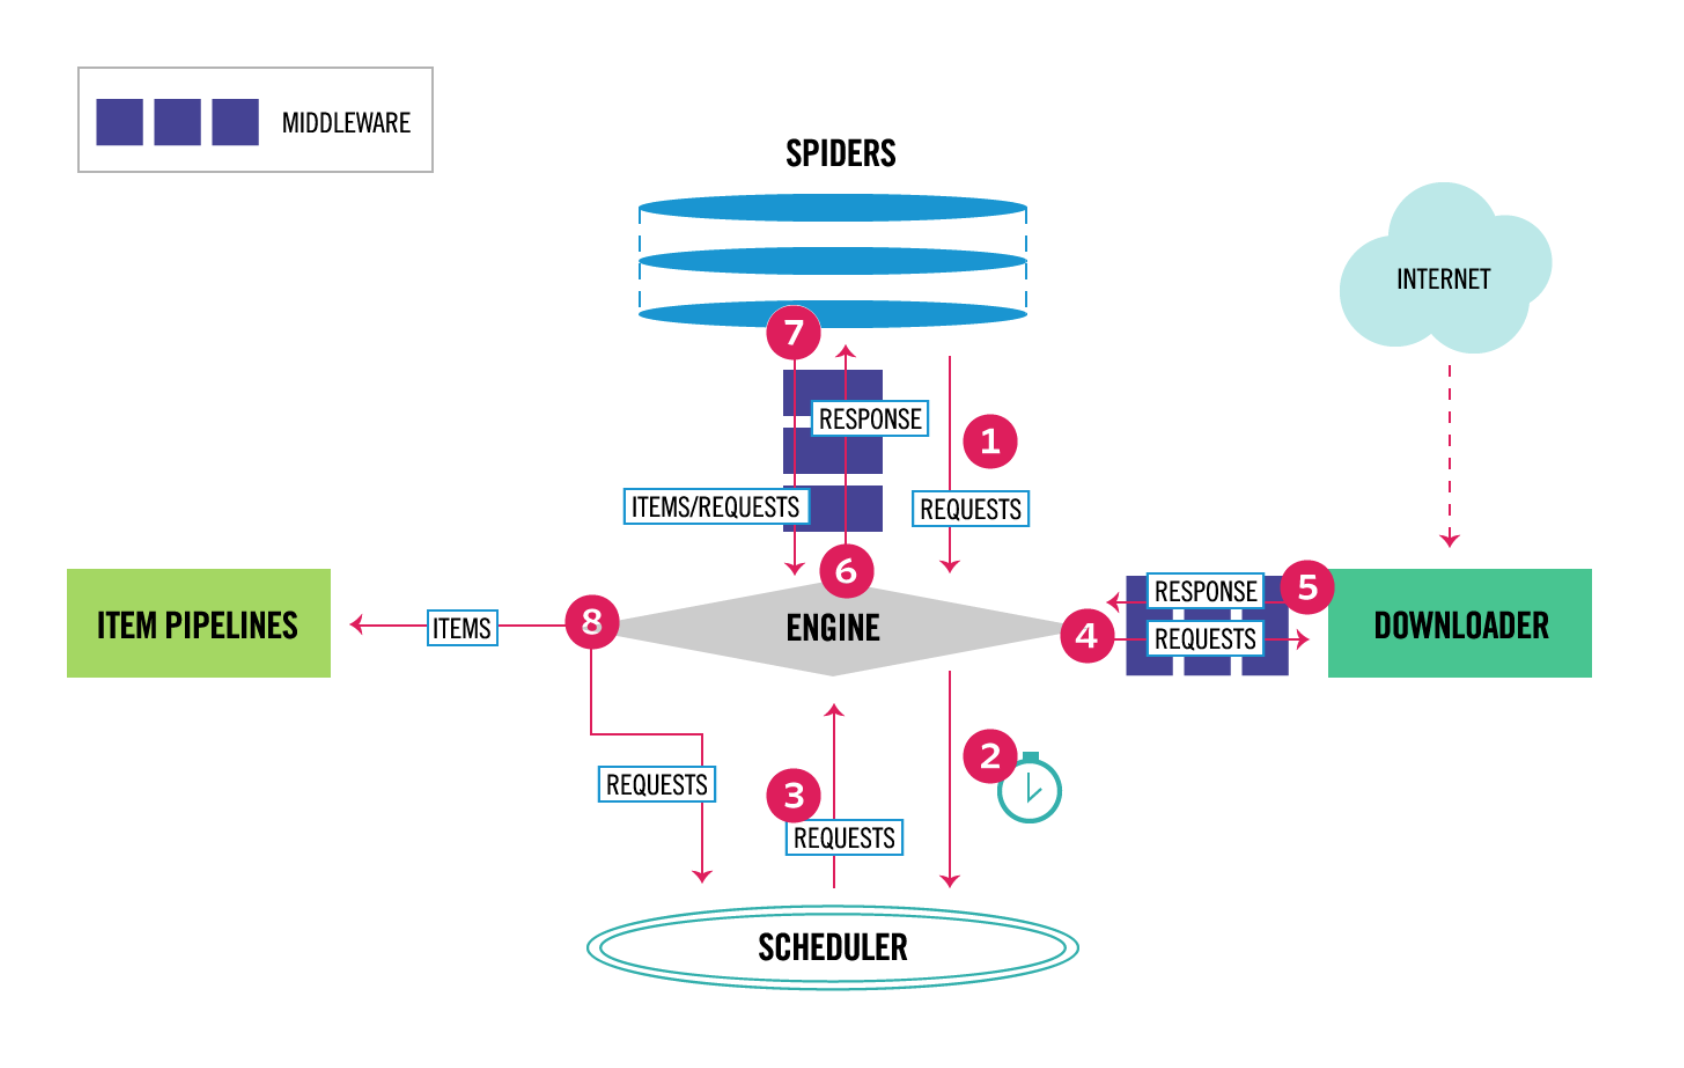 MIDDLEWARE
SPIDERS
INTERNET
7
RESPONSE
1
ITEMS/REQUESTS
REQUESTS
6
ITEM PIPELINES
ITEMS
8
ENGINE
4
RESPONSE
REQUESTS
5
DOWNLOADER
2
REQUESTS
3
REQUESTS
SCHEDULER